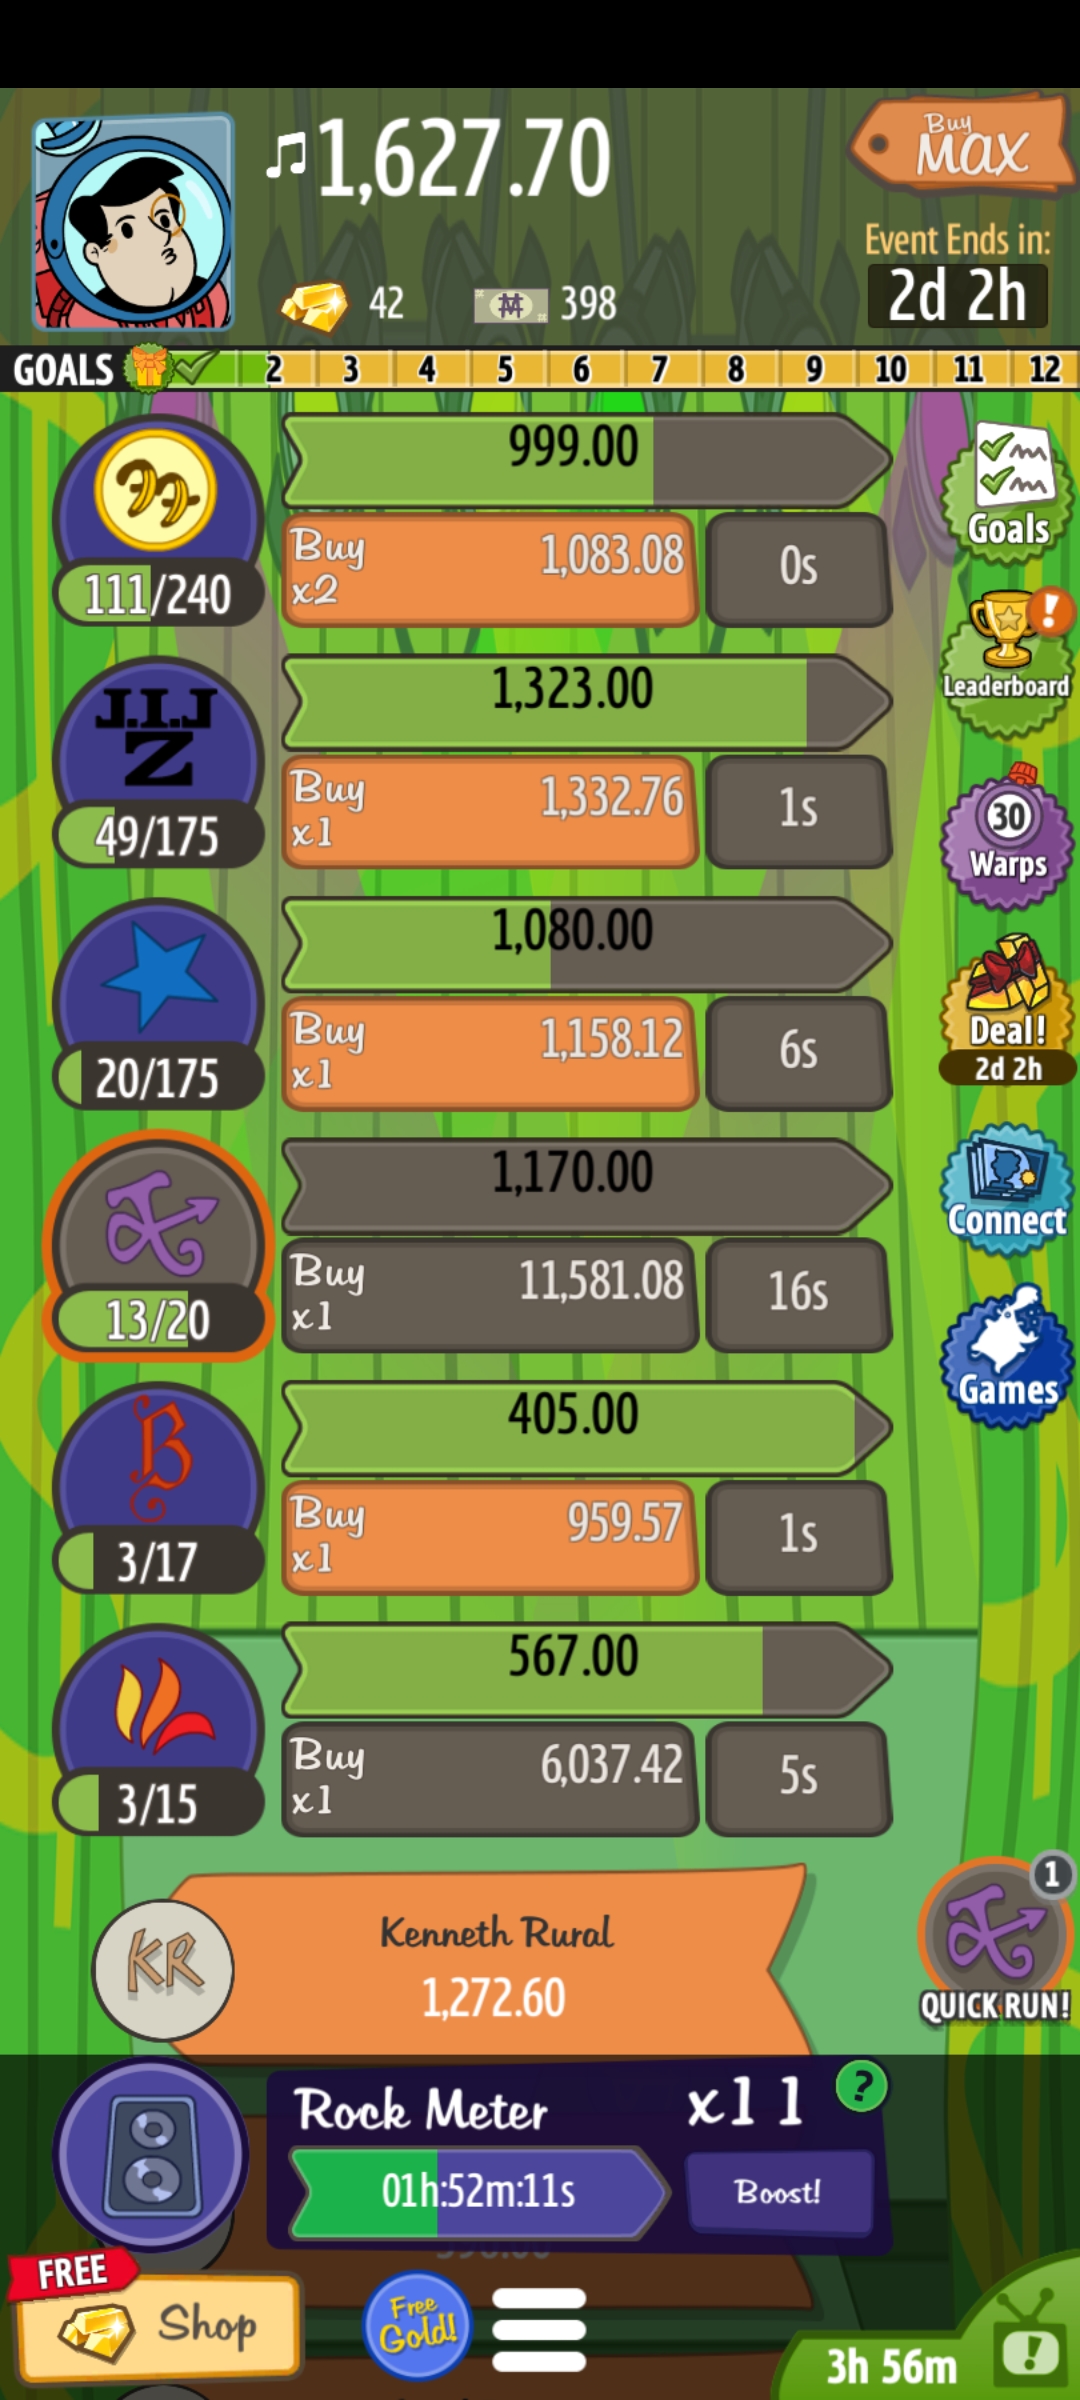 ♫1,627.70
Buy
MAX
Event Ends in:
42
398
2d 2h
GOALS 2 3 4 5 6 7 8 9 10 11 12
999.00
Buy
x2
1,083.08
0s
111/240
Goals
J.I.J
Z
1,323.00
Buy
x1
1,332.76
1s
49/175
!
Leaderboard
1,080.00
Buy
x1
1,158.12
6s
20/175
30
Warps
Deal!
2d 2h
1,170.00
Buy
x1
11,581.08
16s
13/20
Connect
B
405.00
Buy
x1
959.57
1s
3/17
Games
567.00
Buy
x1
6,037.42
5s
3/15
KR
Kenneth Rural
1,272.60
1
QUICK RUN!
Rock Meter
x11
?
01h:52m:11s
Boost!
FREE
Shop
Free
Gold!
3h 56m
!